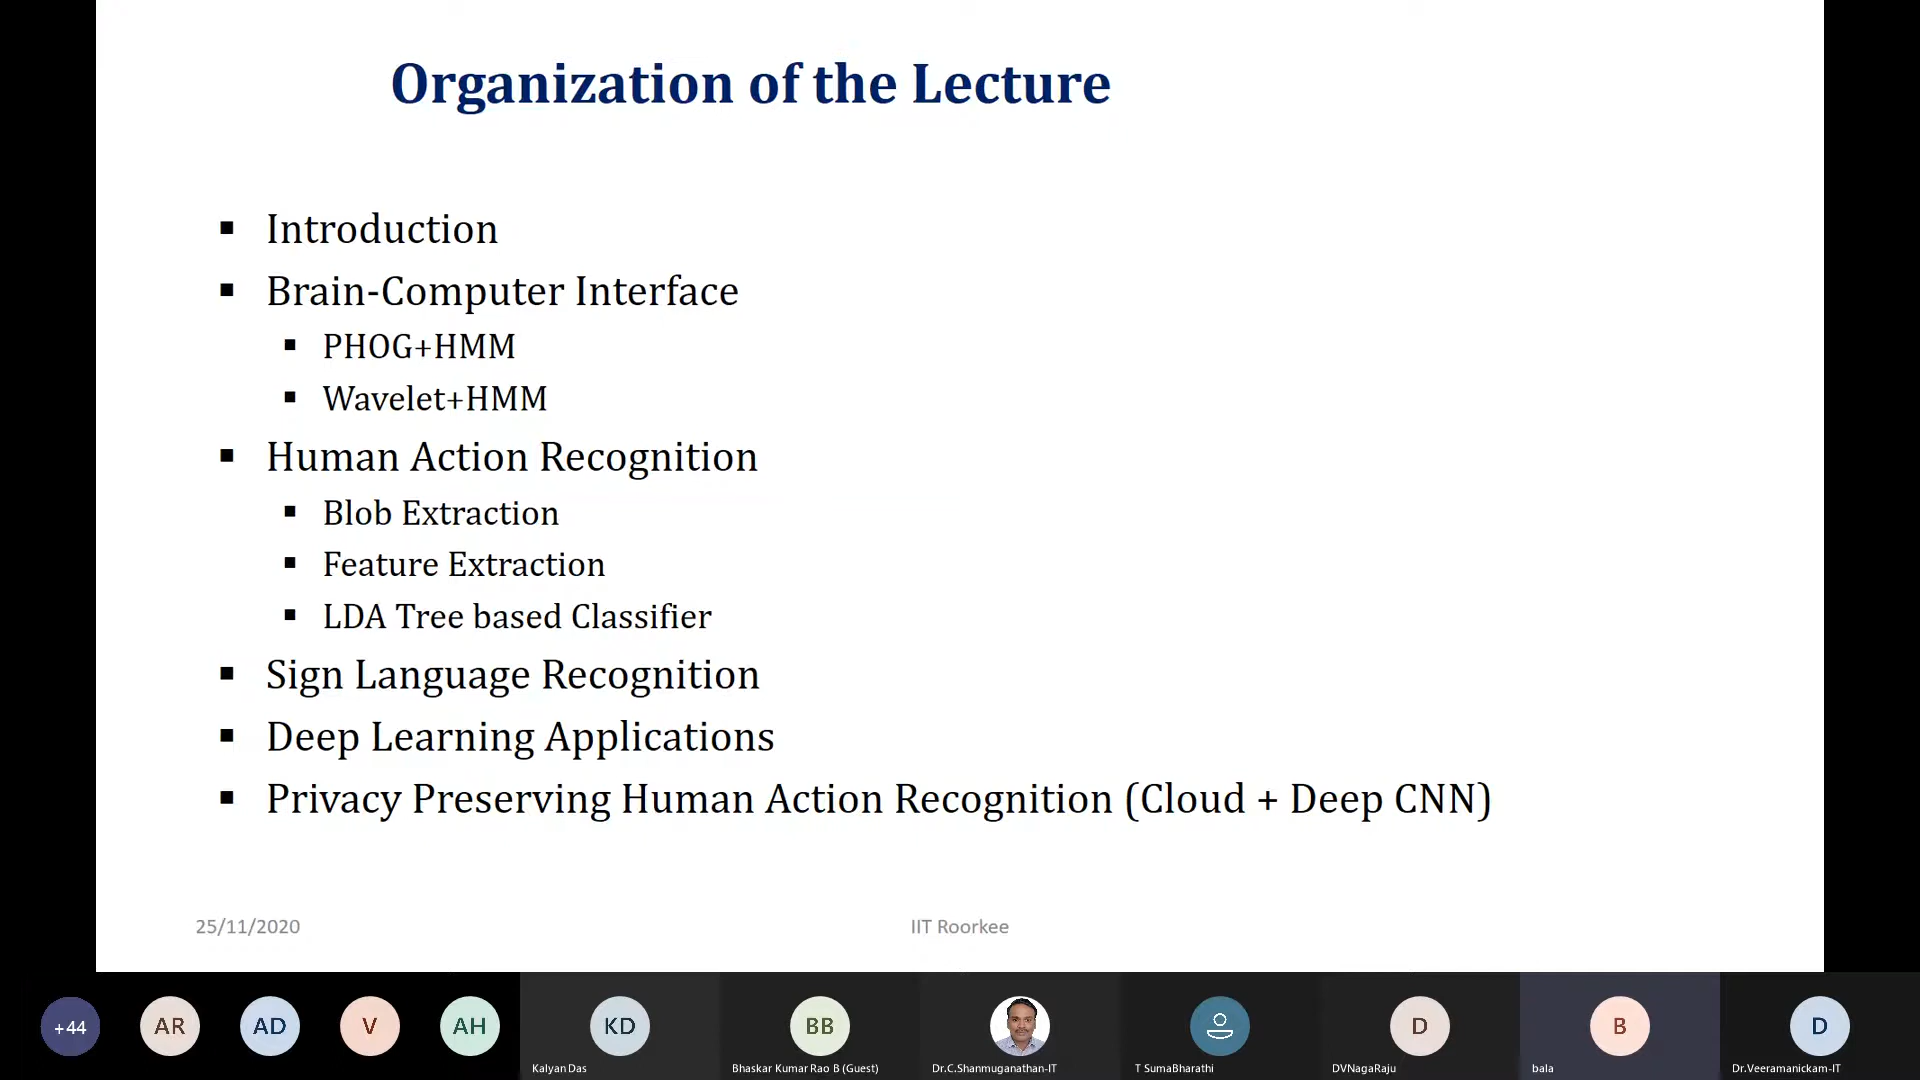 Organization of the Lecture
Introduction
Brain-Computer Interface
PHOG+HMM
Wavelet+HMM
Human Action Recognition
Blob Extraction
Feature Extraction
LDA Tree based Classifier
Sign Language Recognition
Deep Learning Applications
Privacy Preserving Human Action Recognition (Cloud + Deep CNN)
25/11/2020
IIT Roorkee
+44
AR
AD
V
AH
KD
BB
D
B
D
Kalyan Das
Bhaskar Kumar Rao B (Guest)
Dr.C.Shanmuganathan-IT
T SumaBharathi
DVNagaRaju
bala
Dr.Veeramanickam-IT